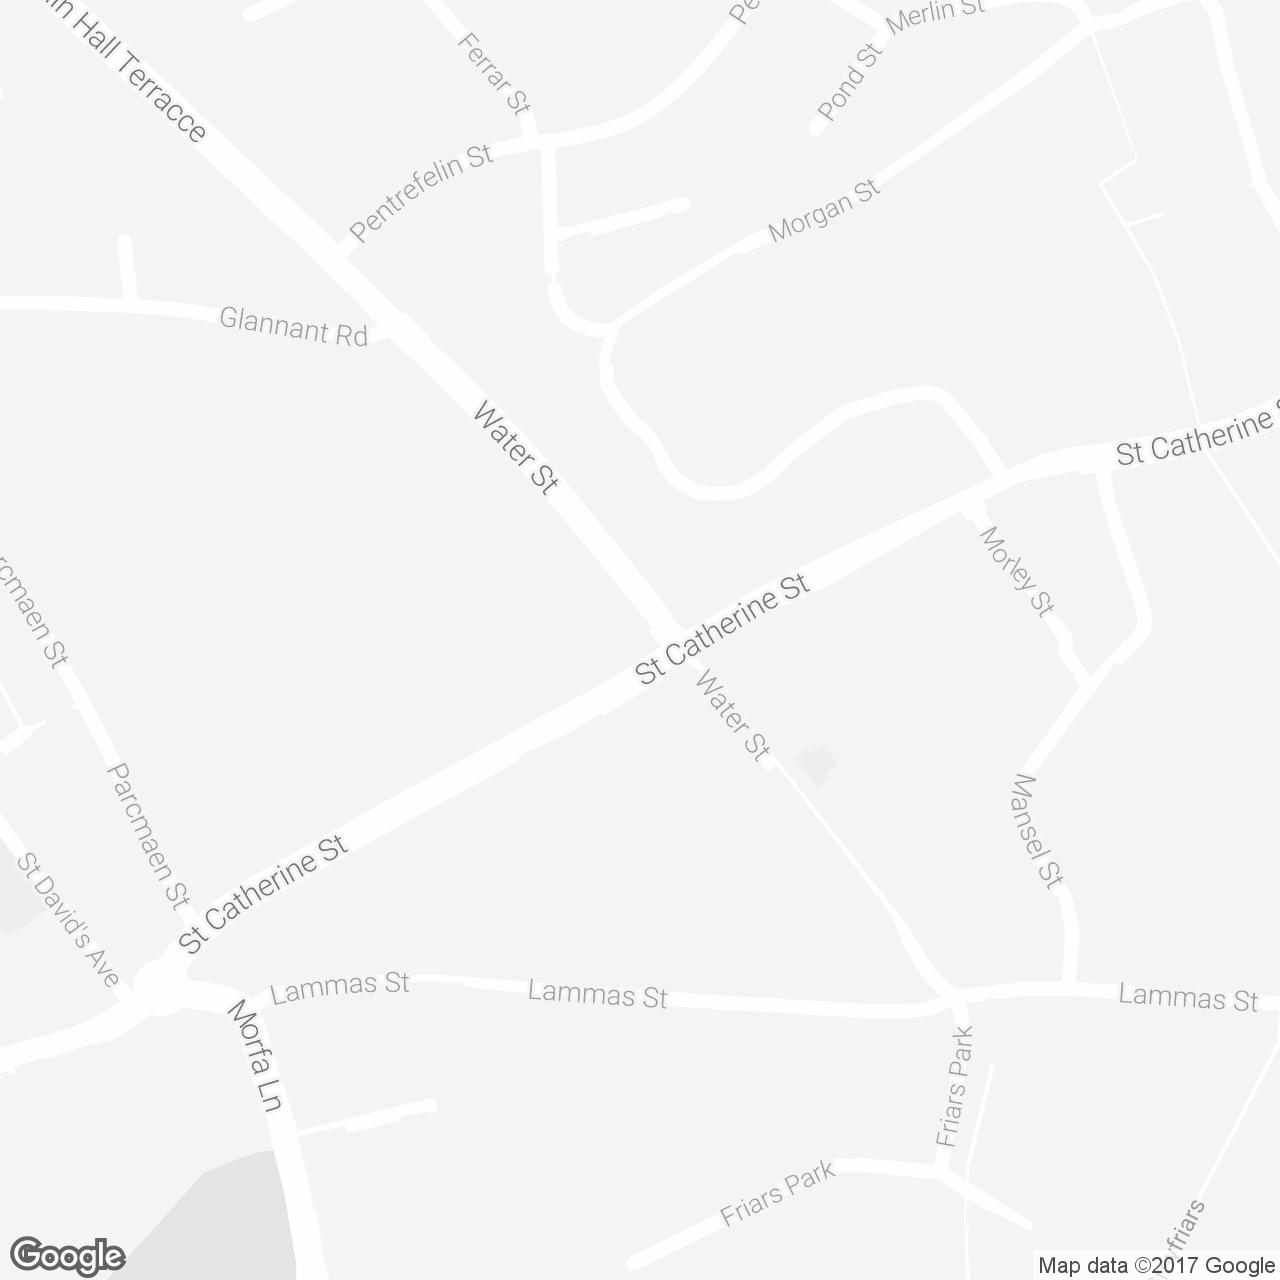 Hall Terracce
Ferrar St
Merlin St
Pond St
Pentrefelin St
Morgan St
Glannant Rd
Water St
St Catherine S
Morley St
St Catherine St
Parcmaen St
Water St
Parcmaen St
Mansel St
St Catherine St
St David's Ave
Lammas St
Lammas St
Lammas St
Morfa Ln
Friars Park
Friars Park
Google
Map data ©2017 Google